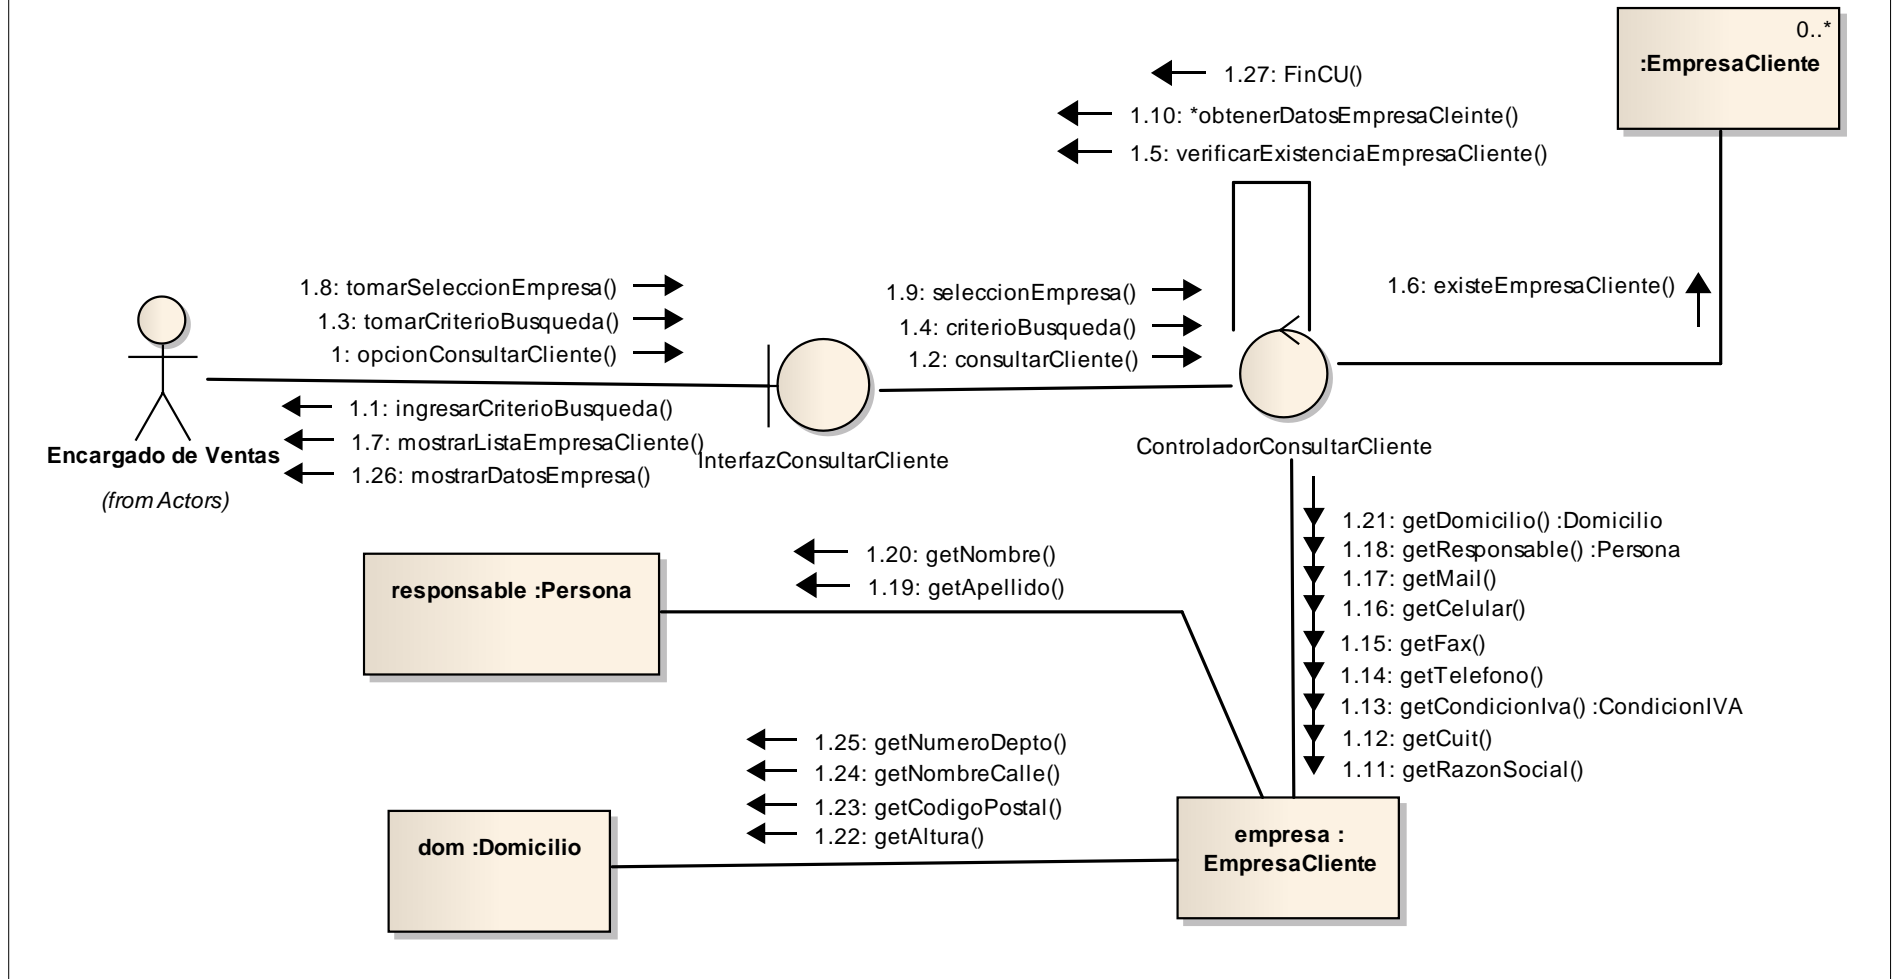 0..*
:EmpresaCliente
1.27: FinCU()
1.10: *obtenerDatosEmpresaCleinte()
1.5: verificarExistenciaEmpresaCliente()
1.8: tomarSeleccionEmpresa()
1.3: tomarCriterioBusqueda()
1: opcionConsultarCliente()
1.9: seleccionEmpresa()
1.4: criterioBusqueda()
1.2: consultarCliente()
1.6: existeEmpresaCliente()
1.1: ingresarCriterioBusqueda()
1.7: mostrarListaEmpresaCliente()
1.26: mostrarDatosEmpresa()
Encargado de Ventas
(from Actors)
InterfazConsultarCliente
ControladorConsultarCliente
1.21: getDomicilio() :Domicilio
1.18: getResponsable() :Persona
1.17: getMail()
1.16: getCelular()
1.15: getFax()
1.14: getTelefono()
1.13: getCondicionIva() :CondicionIVA
1.12: getCuit()
1.11: getRazonSocial()
1.20: getNombre()
1.19: getApellido()
responsable :Persona
1.25: getNumeroDepto()
1.24: getNombreCalle()
1.23: getCodigoPostal()
1.22: getAltura()
dom :Domicilio
empresa :
EmpresaCliente